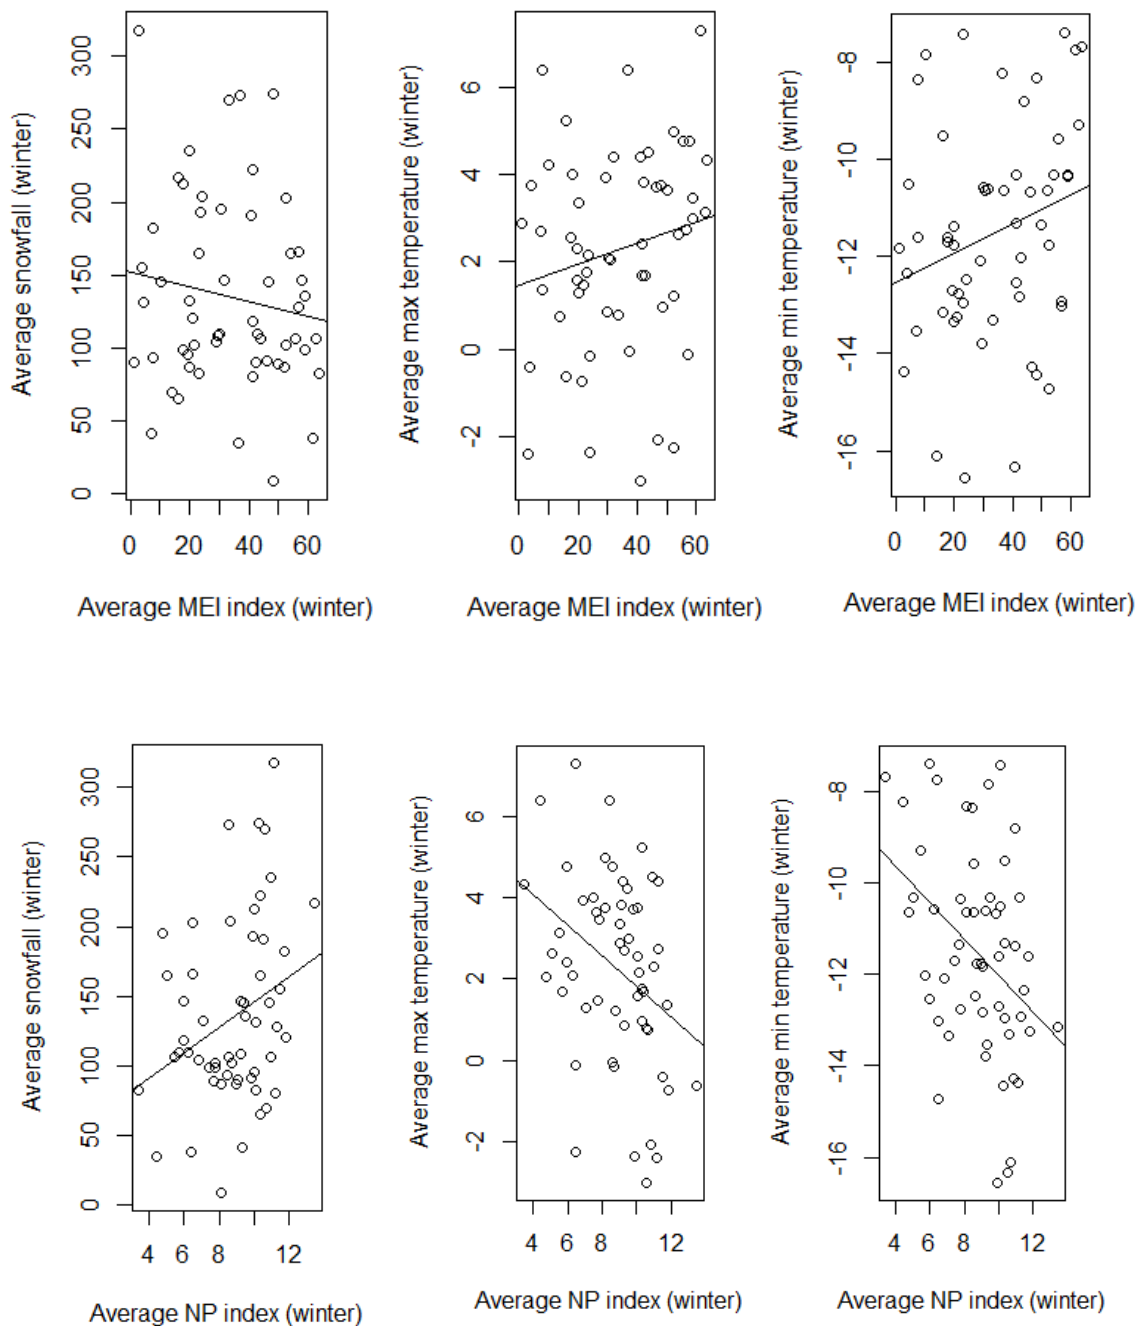 Average snowfall (winter)
300
250
200
150
100
50
0
0 20 40 60
Average MEI index (winter)
Average max temperature (winter)
6
4
2
0
-2
0 20 40 60
Average MEI index (winter)
Average min temperature (winter)
-8
-10
-12
-14
-16
0 20 40 60
Average MEI index (winter)
Average snowfall (winter)
300
250
200
150
100
50
0
4 6 8 12
Average NP index (winter)
Average max temperature (winter)
6
4
2
0
-2
4 6 8 12
Average NP index (winter)
Average min temperature (winter)
-8
-10
-12
-14
-16
4 6 8 12
Average NP index (winter)